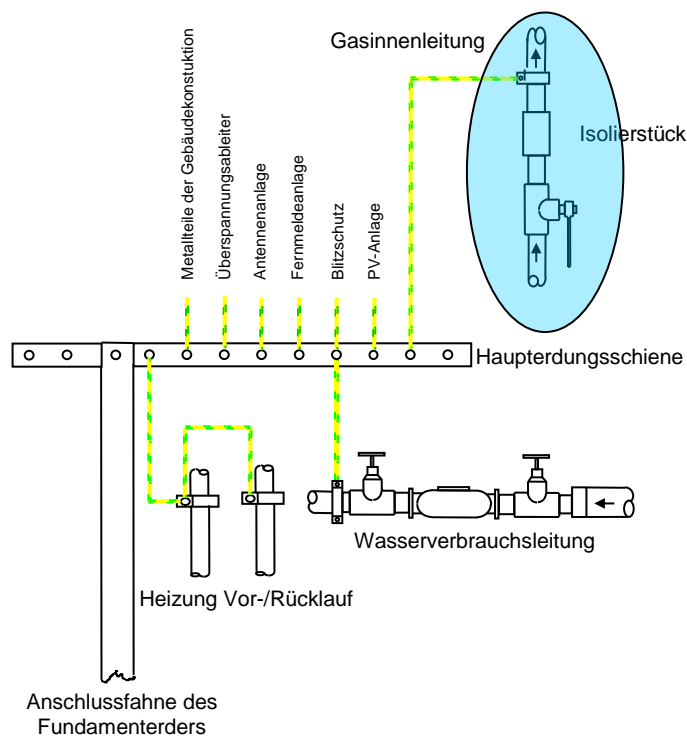 Gasinnenleitung
Isolierstück
Metallteile der Gebäudekonstuktion
Überspannungsableiter
Antennenanlage
Fernmeldeanlage
Blitzschutz
PV-Anlage
Haupterdungsschiene
Wasserverbrauchsleitung
Heizung Vor-/Rücklauf
Anschlussfahne des
Fundamenterders